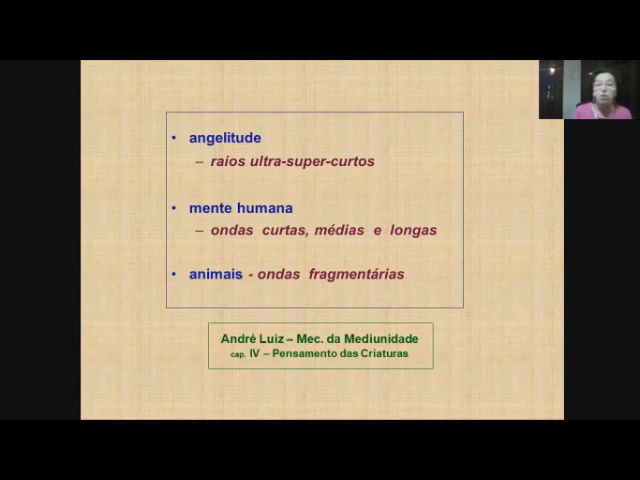 • angelitude
– raios ultra-super-curtos
• mente humana
– ondas curtas, médias e longas
• animais - ondas fragmentárias
André Luiz – Mec. da Mediunidade
cap. IV – Pensamento das Criaturas